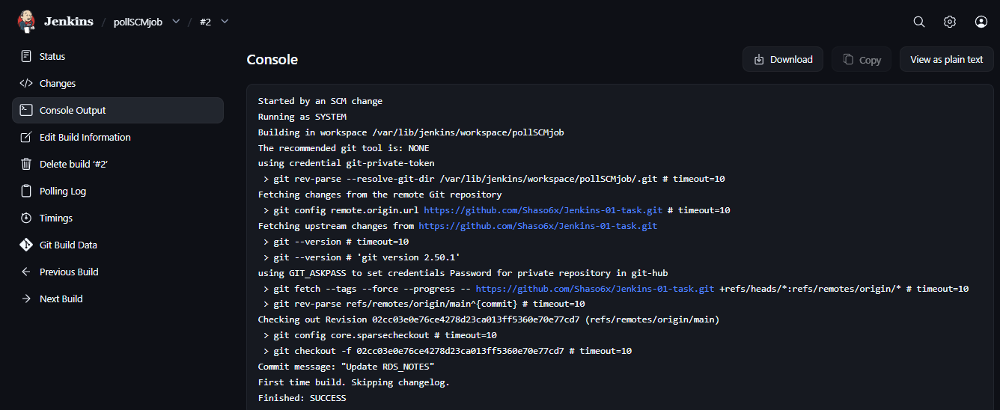 Jenkins / pollSCMjob / #2
Status
Changes
Console Output
Edit Build Information
Delete build ‘#2’
Polling Log
Timings
Git Build Data
Previous Build
Next Build
Console
Download
Copy
View as plain text
Started by an SCM change
Running as SYSTEM
Building in workspace /var/lib/jenkins/workspace/pollSCMjob
The recommended git tool is: NONE
using credential git-private-token
> git rev-parse --resolve-git-dir /var/lib/jenkins/workspace/pollSCMjob/.git # timeout=10
Fetching changes from the remote Git repository
> git config remote.origin.url https://github.com/Shaso6x/Jenkins-01-task.git # timeout=10
Fetching upstream changes from https://github.com/Shaso6x/Jenkins-01-task.git
> git --version # timeout=10
> git --version # 'git version 2.50.1'
using GIT_ASKPASS to set credentials Password for private repository in git-hub
> git fetch --tags --force --progress -- https://github.com/Shaso6x/Jenkins-01-task.git +refs/heads/*:refs/remotes/origin/* # timeout=10
> git rev-parse refs/remotes/origin/main^{commit} # timeout=10
Checking out Revision 02cc03e0e76ce4278d23ca013ff5360e70e77cd7 (refs/remotes/origin/main)
> git config core.sparsecheckout # timeout=10
> git checkout -f 02cc03e0e76ce4278d23ca013ff5360e70e77cd7 # timeout=10
Commit message: "Update RDS_NOTES"
First time build. Skipping changelog.
Finished: SUCCESS